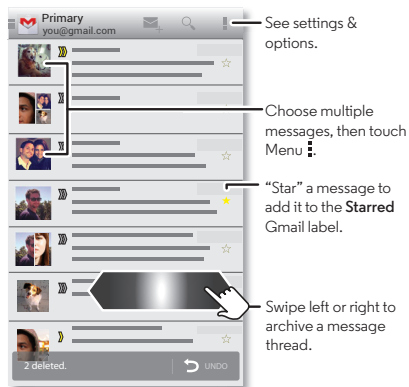 Primary
you@gmail.com
See settings &
options.
Choose multiple
messages, then touch
Menu .
“Star” a message to
add it to the Starred
Gmail label.
Swipe left or right to
archive a message
thread.
2 deleted.
UNDO